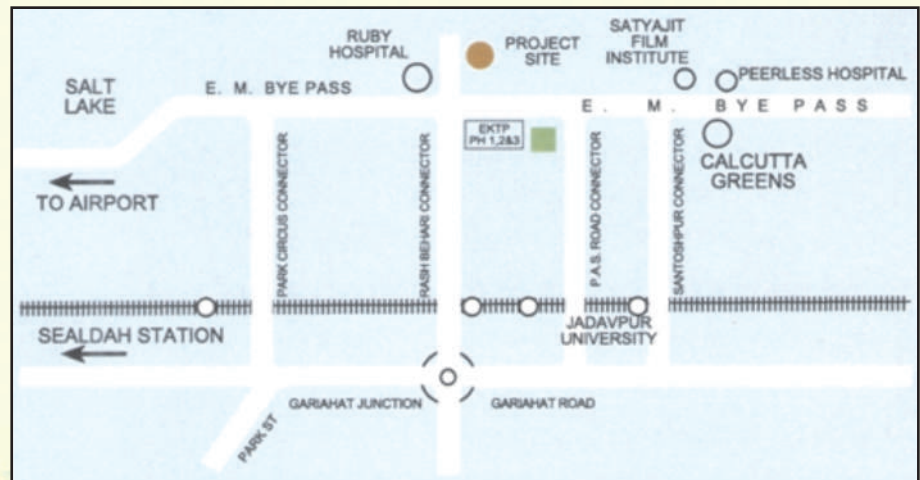 RUBY
HOSPITAL
PROJECT
SITE
SATYAJIT
FILM
INSTITUTE
PEERLESS HOSPITAL
SALT
LAKE
E. M. BYE PASS
E. M. BYE PASS
EKTP
PH 1,2&3
CALCUTTA
GREENS
TO AIRPORT
PARK CIRCUS CONNECTOR
RASH BEHARI CONNECTOR
P.A.S. ROAD CONNECTOR
SANTOSHPUR CONNECTOR
SEALDAH STATION
JADAVPUR
UNIVERSITY
GARIAHAT JUNCTION
GARIAHAT ROAD
PARK ST